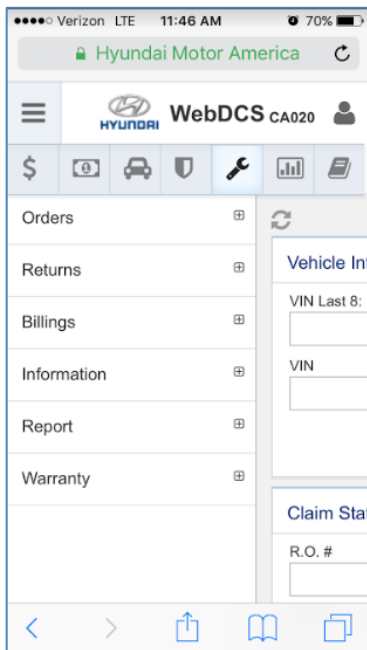 Verizon LTE 11:46 AM 70%
Hyundai Motor America
HYUNDAI WebDCS CA020
Orders
Returns
Vehicle Inf
VIN Last 8:
Billings
Information
VIN
Report
Warranty
Claim Stat
R.O. #